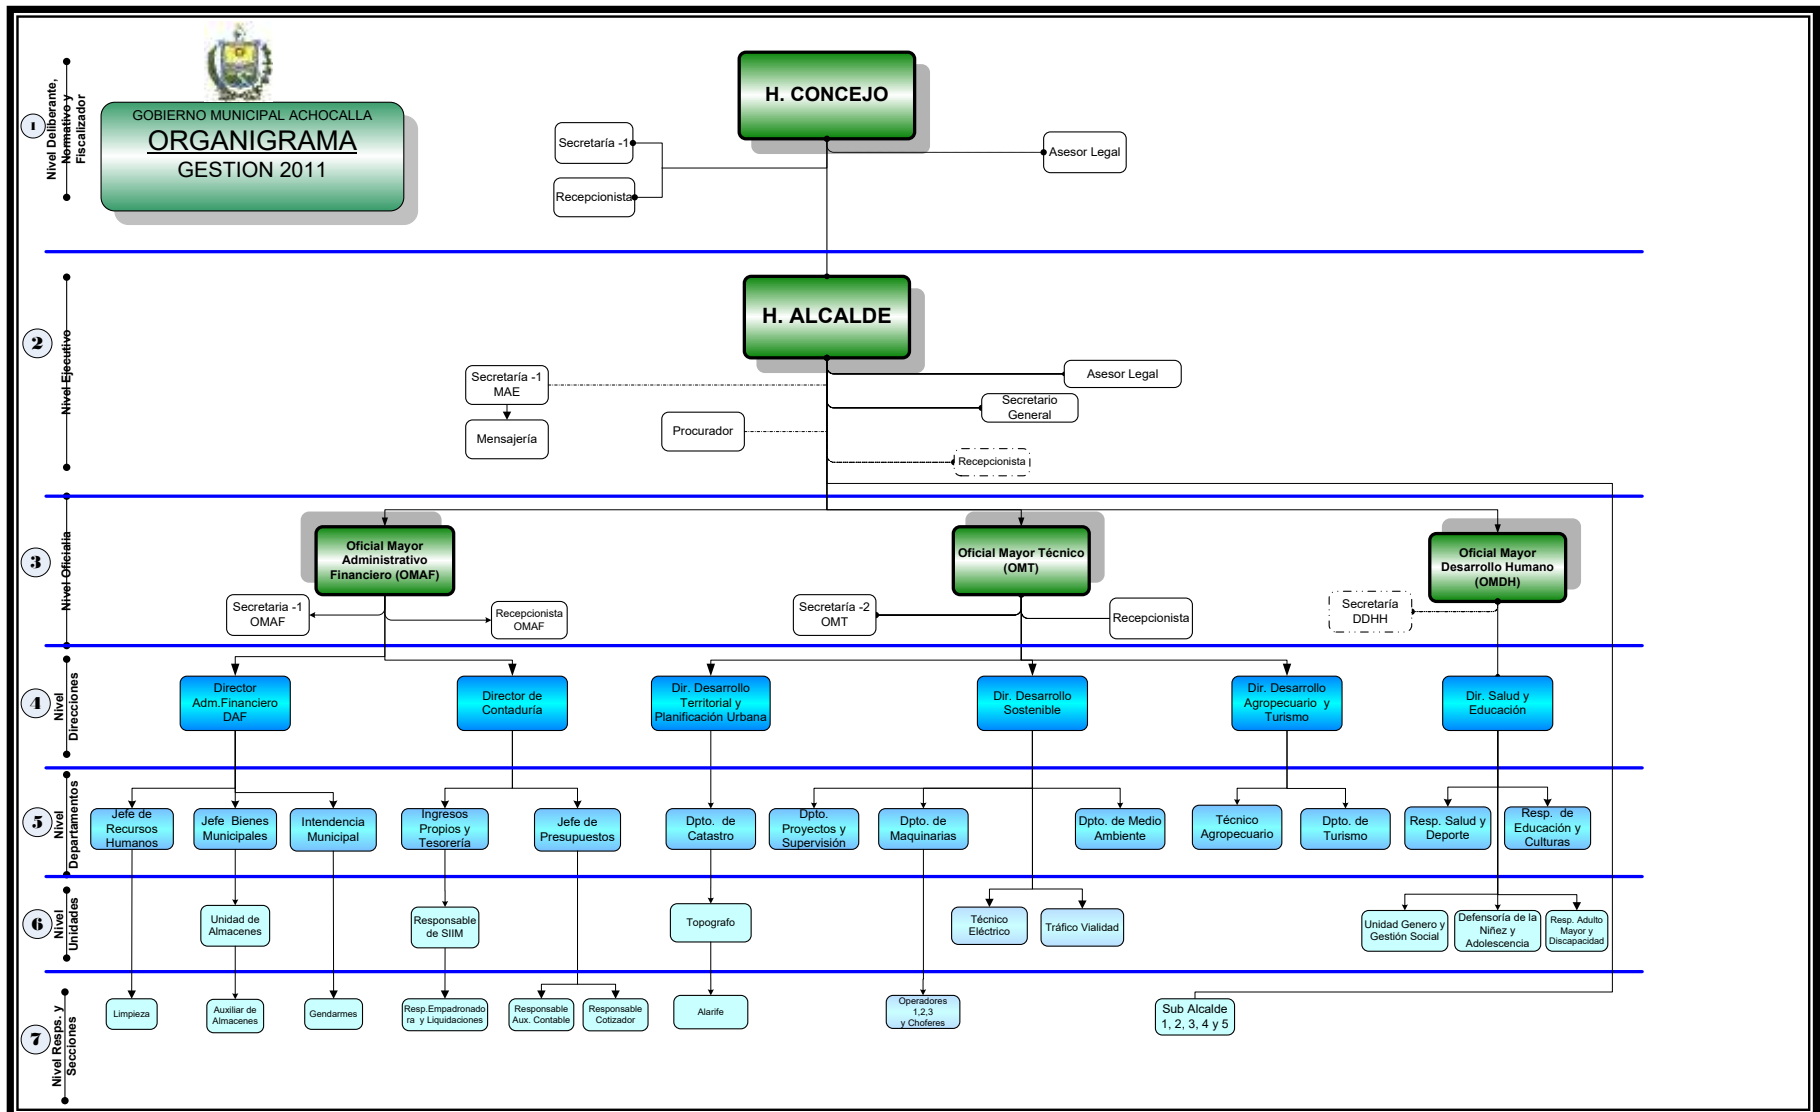 GOBIERNO MUNICIPAL ACHOCALLA
ORGANIGRAMA
GESTION 2011
1
Nivel Deliberante,
Normativo y
Fiscalizador
H. CONCEJO
Secretaría -1
Recepcionista
Asesor Legal
2
Nivel Ejecutivo
H. ALCALDE
Secretaría -1
MAE
Mensajería
Procurador
Asesor Legal
Secretario
General
Recepcionista
3
Nivel Oficialía
Oficial Mayor
Administrativo
Financiero (OMAF)
Oficial Mayor Técnico
(OMT)
Oficial Mayor
Desarrollo Humano
(OMDH)
Secretaria -1
OMAF
Recepcionista
OMAF
Secretaría -2
OMT
Recepcionista
Secretaría
DDHH
4
Nivel
Direcciones
Director
Adm.Financiero
DAF
Director de
Contaduría
Dir. Desarrollo
Territorial y
Planificación Urbana
Dir. Desarrollo
Sostenible
Dir. Desarrollo
Agropecuario y
Turismo
Dir. Salud y
Educación
5
Nivel
Departamentos
Jefe de
Recursos
Humanos
Jefe Bienes
Municipales
Intendencia
Municipal
Ingresos
Propios y
Tesorería
Jefe de
Presupuestos
Dpto. de
Catastro
Dpto.
Proyectos y
Supervisión
Dpto. de
Maquinarias
Dpto. de Medio
Ambiente
Técnico
Agropecuario
Dpto. de
Turismo
Resp. Salud y
Deporte
Resp. de
Educación y
Culturas
6
Nivel
Unidades
Unidad de
Almacenes
Responsable
de SIIM
Topografo
Técnico
Eléctrico
Tráfico Vialidad
Unidad Genero y
Gestión Social
Defensoría de la
Niñez y
Adolescencia
Resp. Adulto
Mayor y
Discapacidad
7
Nivel Resps. y
Secciones
Limpieza
Auxiliar de
Almacenes
Gendarmes
Resp.Empadronado
ra y Liquidaciones
Responsable
Aux. Contable
Responsable
Cotizador
Alarife
Operadores
1,2,3
y Choferes
Sub Alcalde
1, 2, 3, 4 y 5